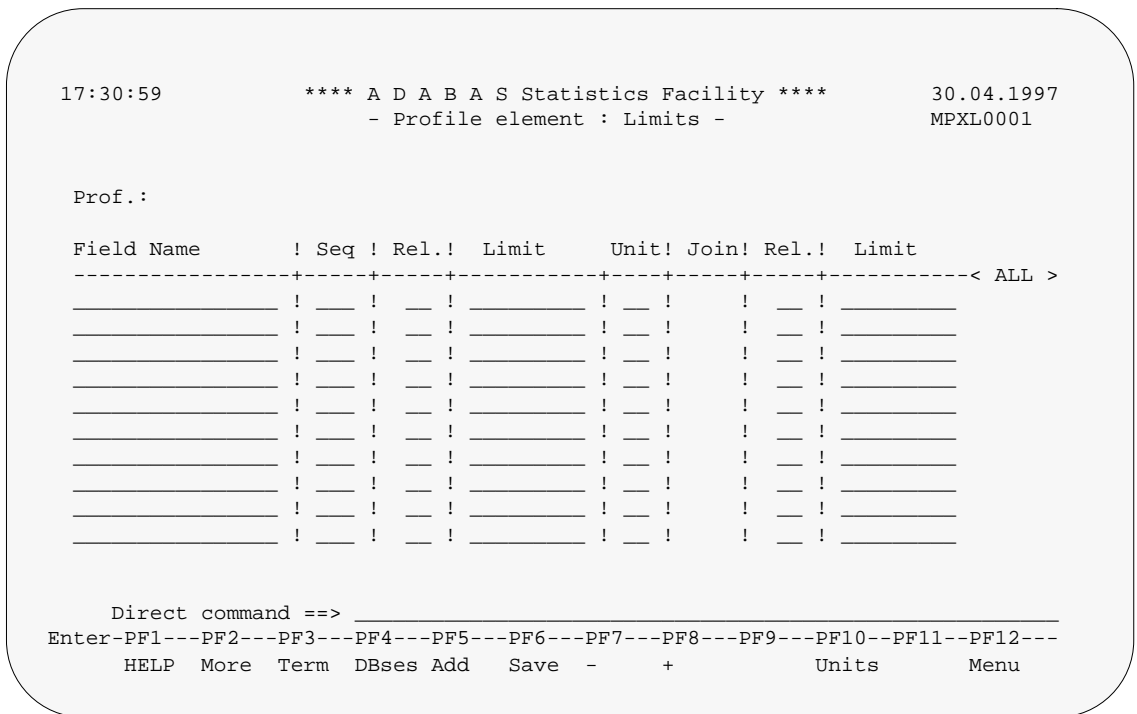 17:30:59 **** A D A B A S Statistics Facility **** 30.04.1997
- Profile element : Limits - MPXL0001
Prof.:
Field Name ! Seq ! Rel.! Limit Unit! Join! Rel.! Limit
-----------------+-----+-----+-----------+----+-----+-----+-----------< ALL >
________________ ! ___ ! __ ! _________ ! __ ! ! __ ! _________
________________ ! ___ ! __ ! _________ ! __ ! ! __ ! _________
________________ ! ___ ! __ ! _________ ! __ ! ! __ ! _________
________________ ! ___ ! __ ! _________ ! __ ! ! __ ! _________
________________ ! ___ ! __ ! _________ ! __ ! ! __ ! _________
________________ ! ___ ! __ ! _________ ! __ ! ! __ ! _________
________________ ! ___ ! __ ! _________ ! __ ! ! __ ! _________
________________ ! ___ ! __ ! _________ ! __ ! ! __ ! _________
________________ ! ___ ! __ ! _________ ! __ ! ! __ ! _________
________________ ! ___ ! __ ! _________ ! __ ! ! __ ! _________
Direct command ==> _______________________________________________________
Enter-PF1---PF2---PF3---PF4---PF5---PF6---PF7---PF8---PF9---PF10--PF11--PF12---
HELP More Term DBses Add Save - + Units Menu